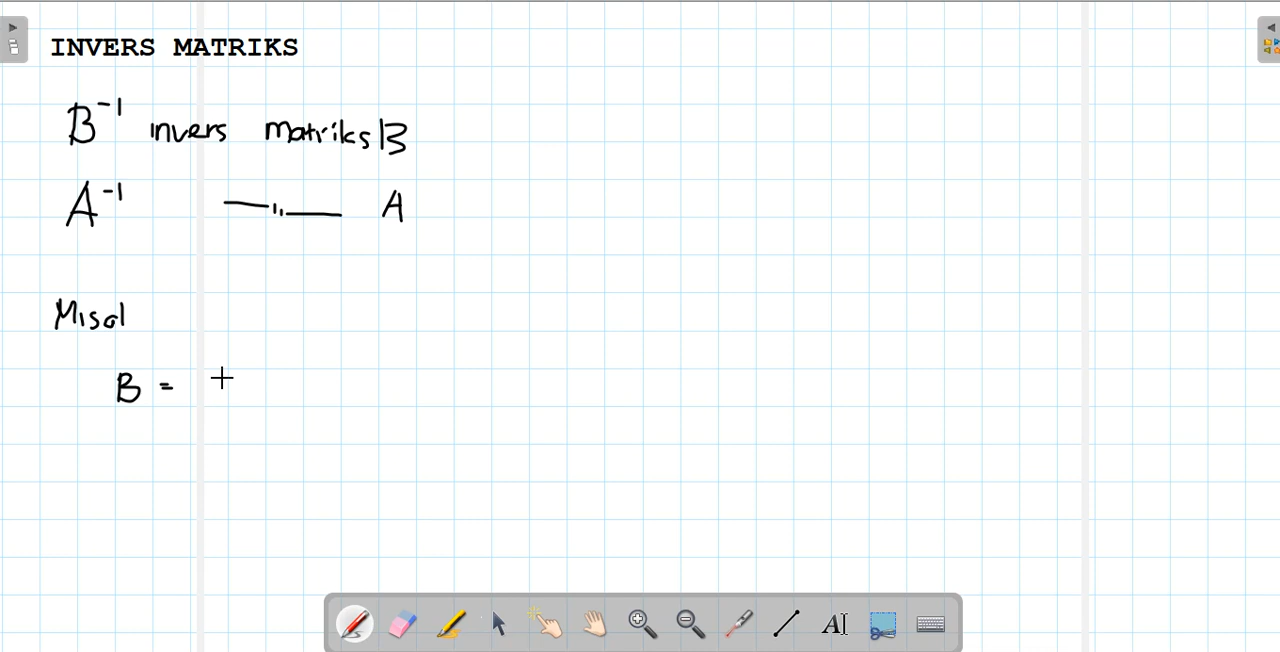 INVERS MATRIKS
B⁻¹ invers matriks B
A⁻¹ —〃— A
Misal
B =